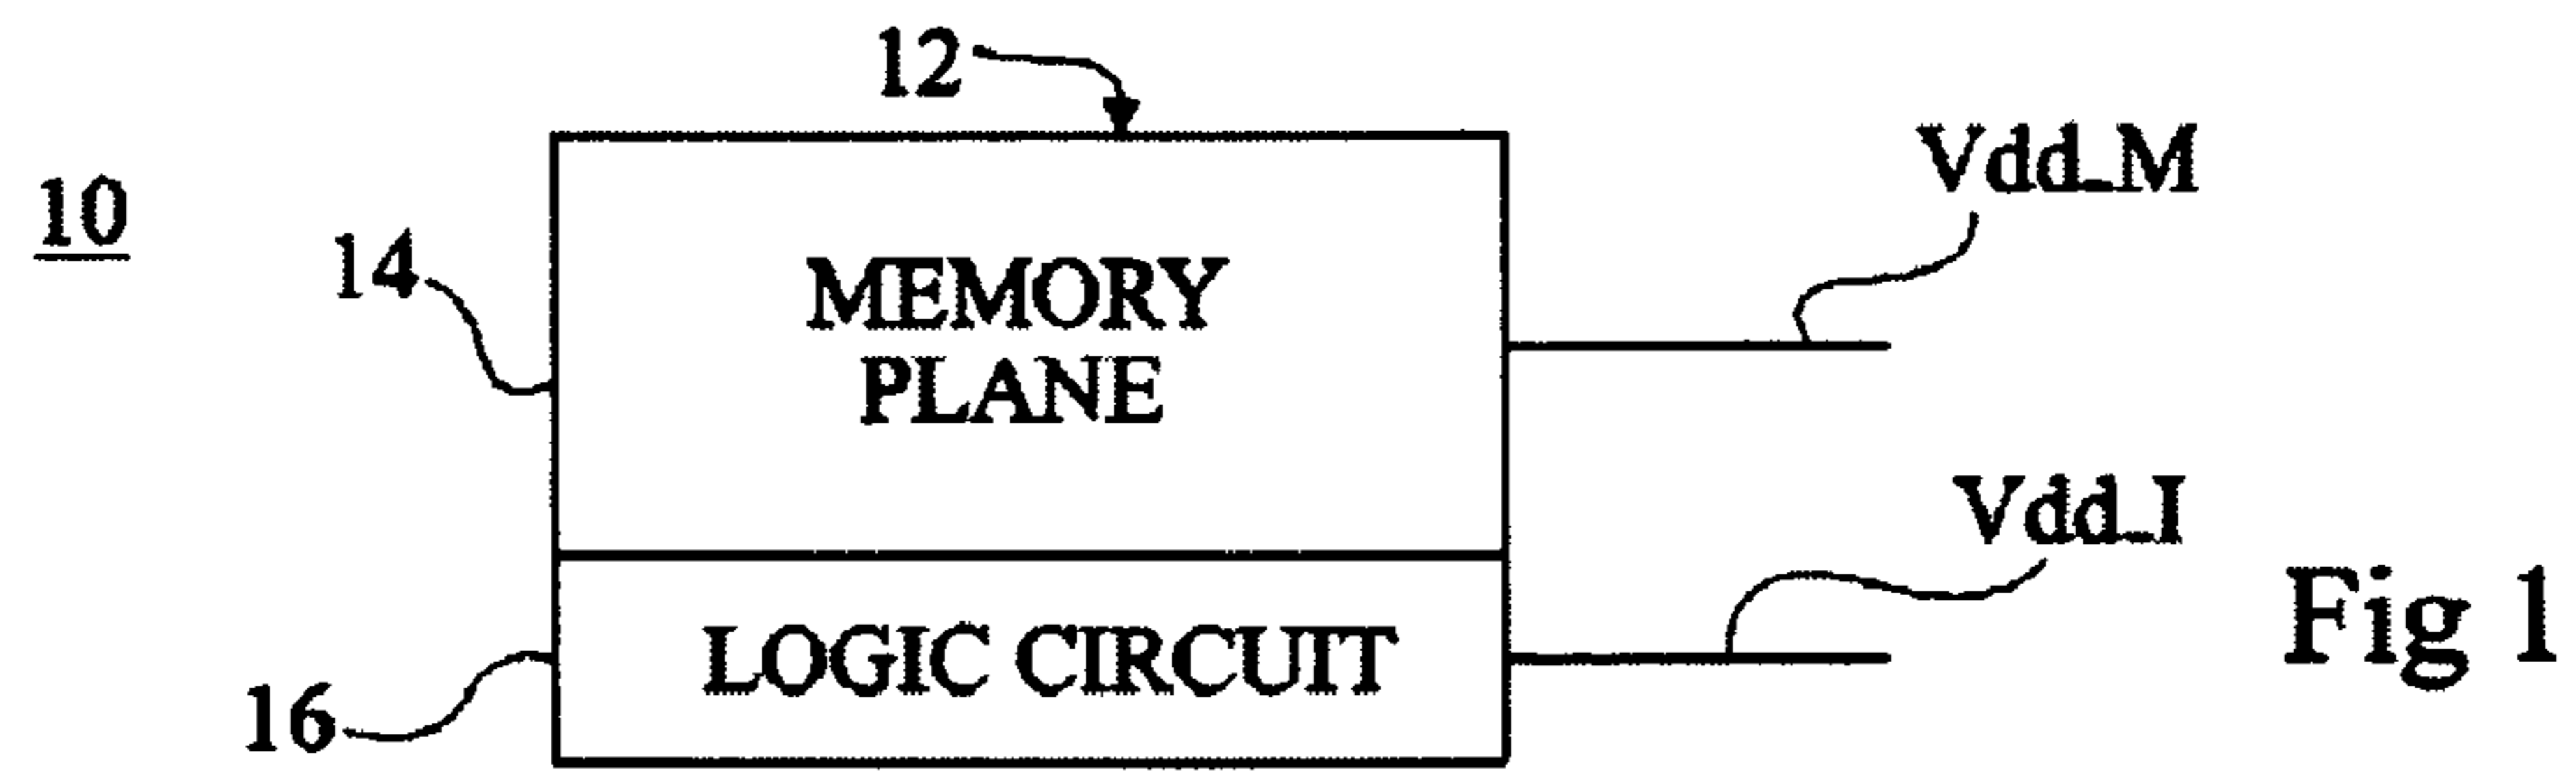 12
Vdd_M
10
14
MEMORY
PLANE
Vdd_I
Fig 1
LOGIC CIRCUIT
16